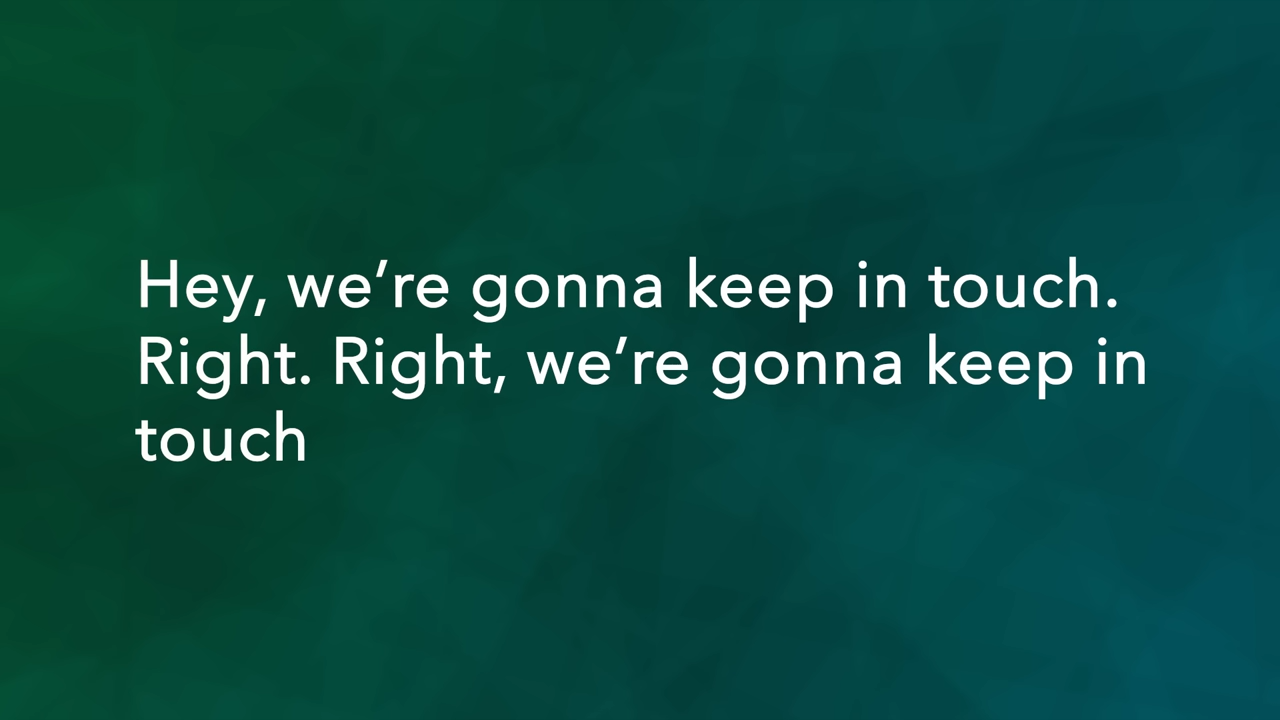 Hey, we’re gonna keep in touch.
Right. Right, we’re gonna keep in
touch